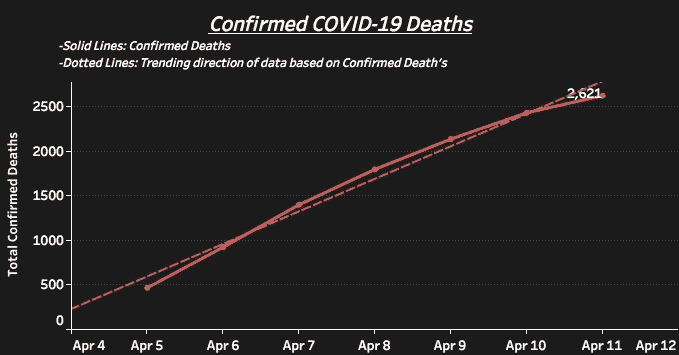 Confirmed COVID-19 Deaths
-Solid Lines: Confirmed Deaths
-Dotted Lines: Trending direction of data based on Confirmed Death's
2,621
2500
2000
1500
1000
500
0
Total Confirmed Deaths
Apr 4 Apr 5 Apr 6 Apr 7 Apr 8 Apr 9 Apr 10 Apr 11 Apr 12